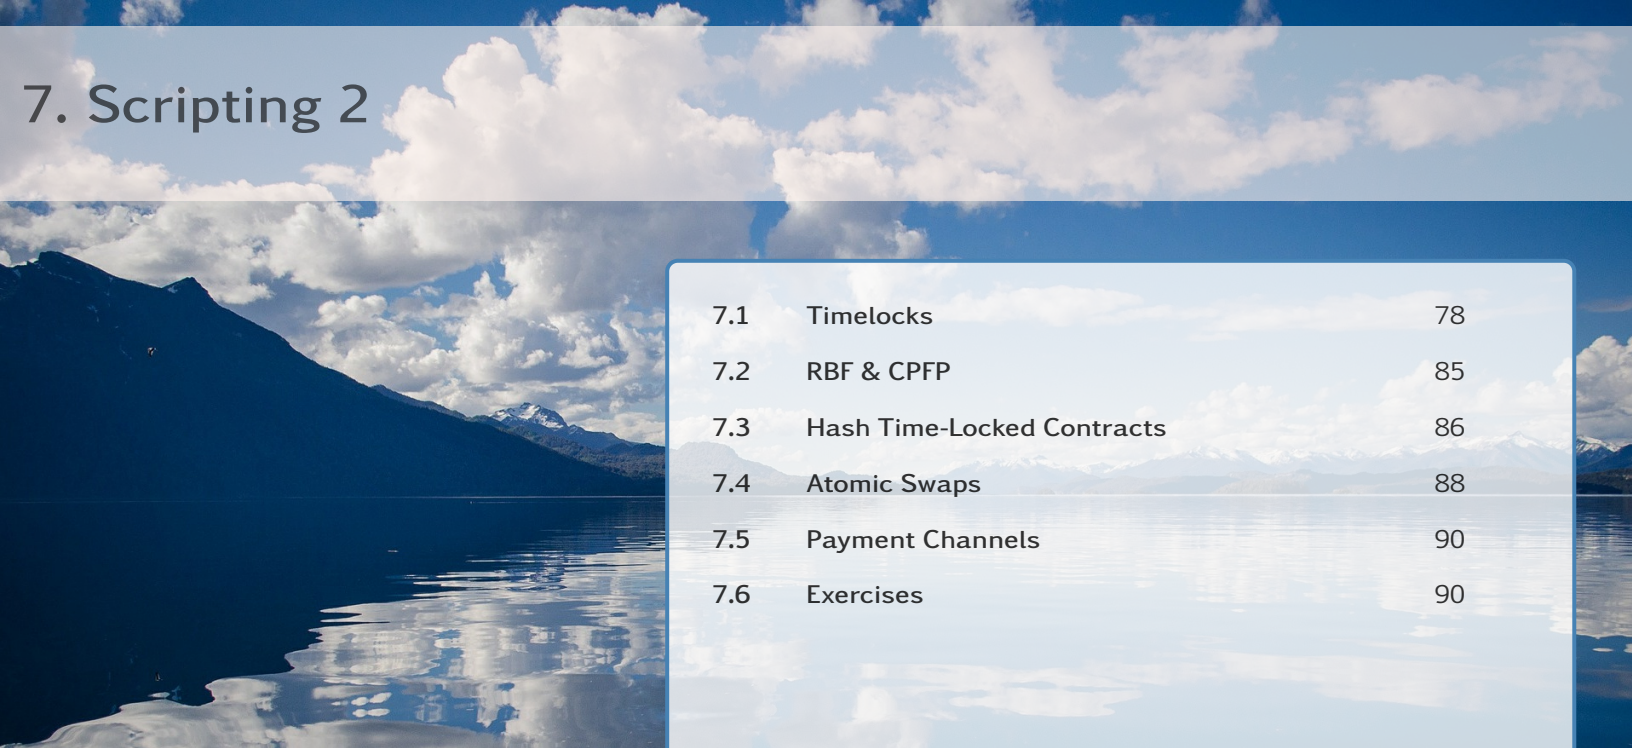 7. Scripting 2
7.1 Timelocks 78
7.2 RBF & CPFP 85
7.3 Hash Time-Locked Contracts 86
7.4 Atomic Swaps 88
7.5 Payment Channels 90
7.6 Exercises 90